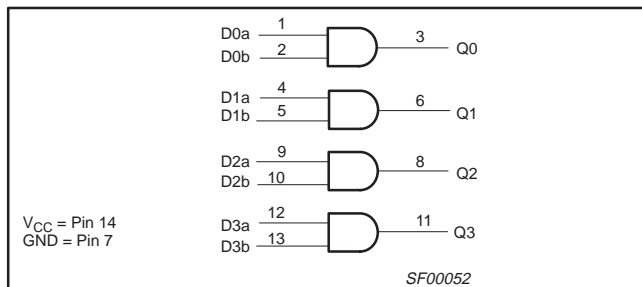 D0a 1
D0b 2
3 Q0
D1a 4
D1b 5
6 Q1
D2a 9
D2b 10
8 Q2
D3a 12
D3b 13
11 Q3
VCC = Pin 14
GND = Pin 7
SF00052